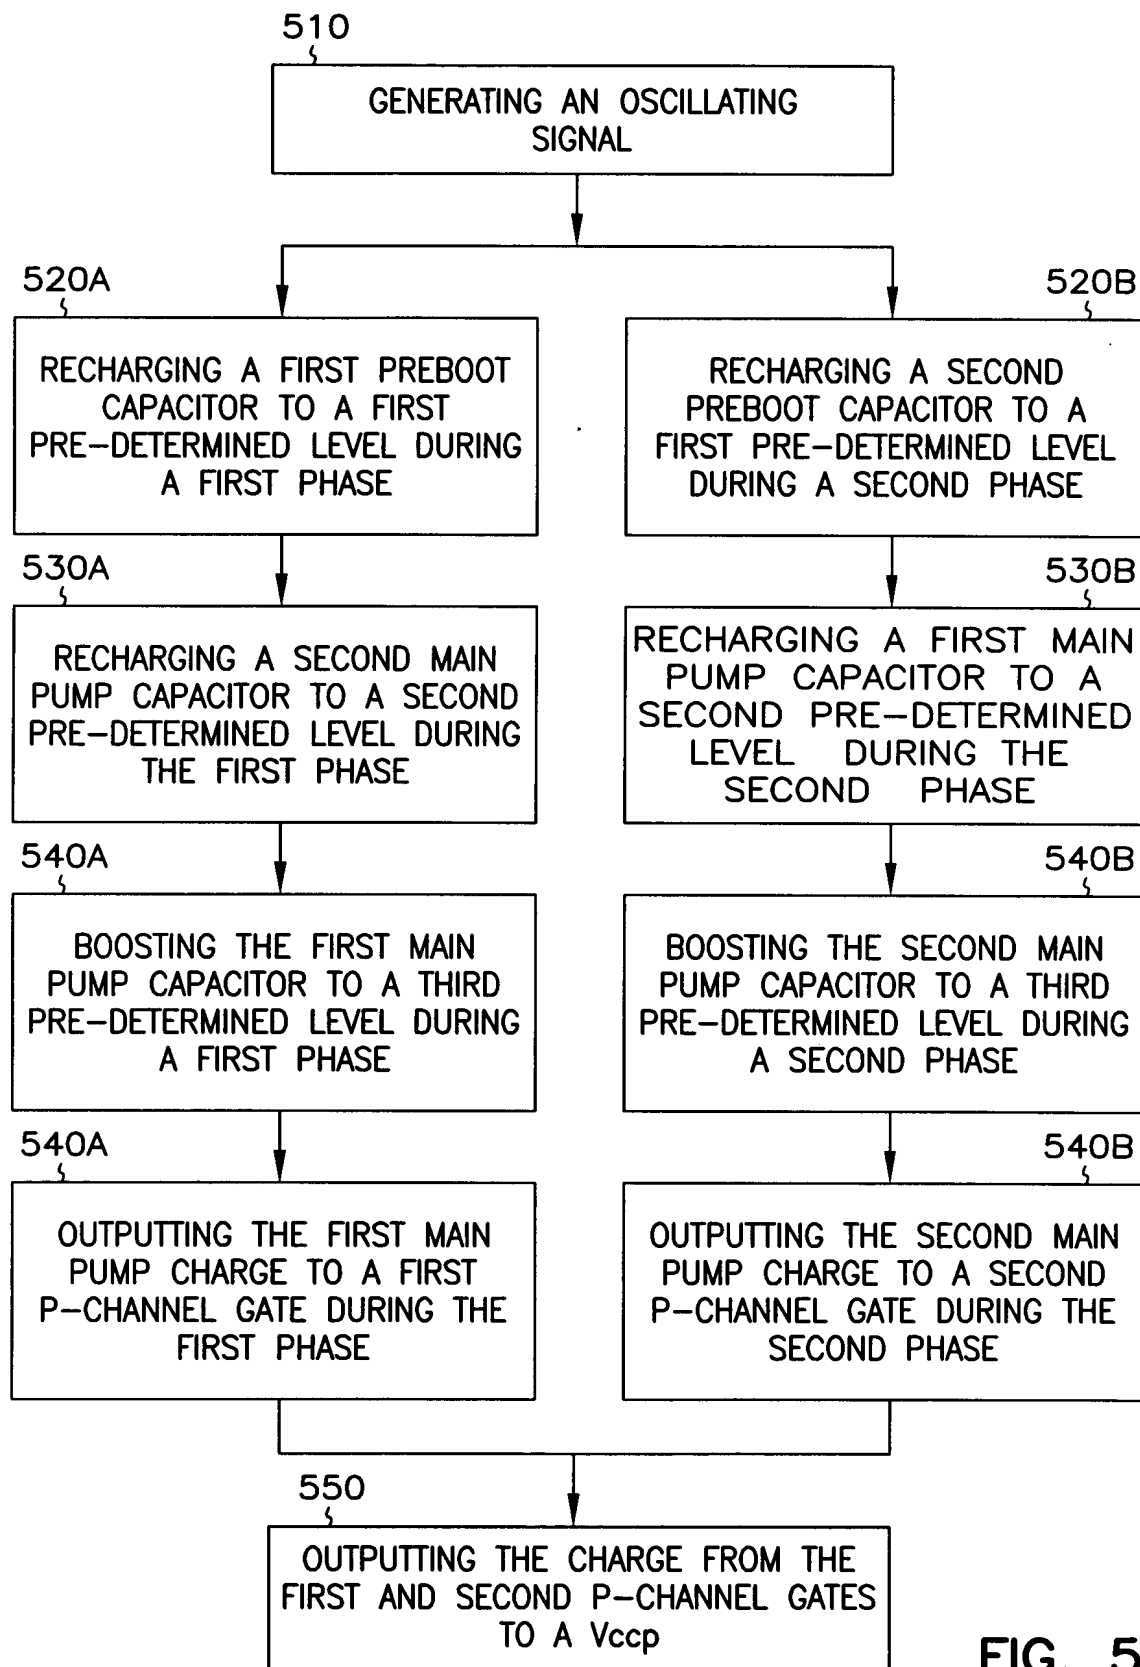 510
GENERATING AN OSCILLATING
SIGNAL
520A
RECHARGING A FIRST PREBOOT
CAPACITOR TO A FIRST
PRE-DETERMINED LEVEL DURING
A FIRST PHASE
520B
RECHARGING A SECOND
PREBOOT CAPACITOR TO A
FIRST PRE-DETERMINED LEVEL
DURING A SECOND PHASE
530A
RECHARGING A SECOND MAIN
PUMP CAPACITOR TO A SECOND
PRE-DETERMINED LEVEL DURING
THE FIRST PHASE
530B
RECHARGING A FIRST MAIN
PUMP CAPACITOR TO A
SECOND PRE-DETERMINED
LEVEL DURING THE
SECOND PHASE
540A
BOOSTING THE FIRST MAIN
PUMP CAPACITOR TO A THIRD
PRE-DETERMINED LEVEL DURING
A FIRST PHASE
540B
BOOSTING THE SECOND MAIN
PUMP CAPACITOR TO A THIRD
PRE-DETERMINED LEVEL DURING
A SECOND PHASE
540A
OUTPUTTING THE FIRST MAIN
PUMP CHARGE TO A FIRST
P-CHANNEL GATE DURING THE
FIRST PHASE
540B
OUTPUTTING THE SECOND MAIN
PUMP CHARGE TO A SECOND
P-CHANNEL GATE DURING THE
SECOND PHASE
550
OUTPUTTING THE CHARGE FROM THE
FIRST AND SECOND P-CHANNEL GATES
TO A Vccp
FIG. 5